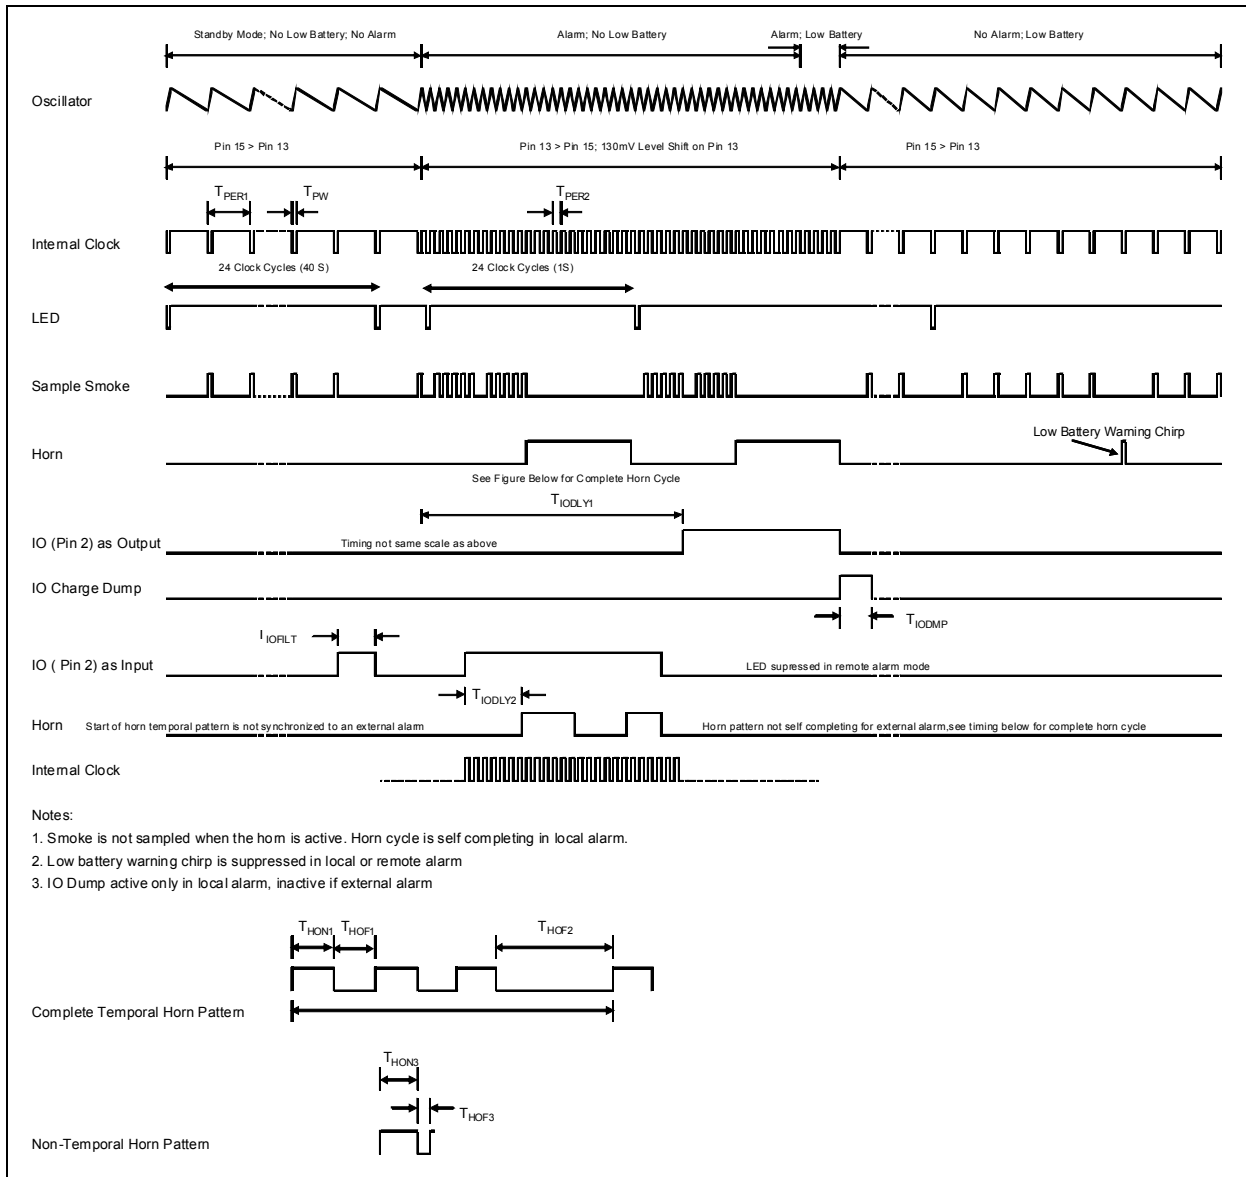 Standby Mode; No Low Battery; No Alarm
Alarm; No Low Battery
Alarm; Low Battery
No Alarm; Low Battery
Oscillator
Pin 15 > Pin 13
Pin 13 > Pin 15; 130mV Level Shift on Pin 13
Pin 15 > Pin 13
TPER1
TPW
TPER2
Internal Clock
24 Clock Cycles (40 S)
24 Clock Cycles (1S)
LED
Sample Smoke
Low Battery Warning Chirp
Horn
See Figure Below for Complete Horn Cycle
TIODLY1
IO (Pin 2) as Output
Timing not same scale as above
IO Charge Dump
TIODMP
TIOFILT
IO ( Pin 2) as Input
LED supressed in remote alarm mode
TIODLY2
Horn
Start of horn temporal pattern is not synchronized to an external alarm
Horn pattern not self completing for external alarm,see timing below for complete horn cycle
Internal Clock
Notes:
1. Smoke is not sampled when the horn is active. Horn cycle is self completing in local alarm.
2. Low battery warning chirp is suppressed in local or remote alarm
3. IO Dump active only in local alarm, inactive if external alarm
THON1
THOF1
THOF2
Complete Temporal Horn Pattern
THON3
THOF3
Non-Temporal Horn Pattern